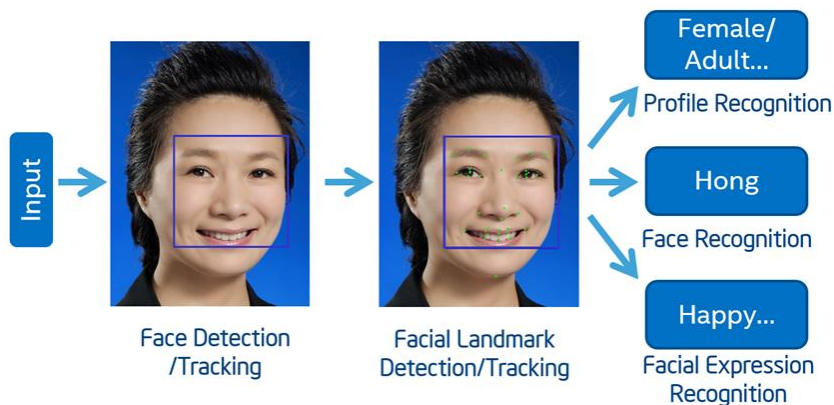 Input
Face Detection
/Tracking
Facial Landmark
Detection/Tracking
Female/
Adult...
Profile Recognition
Hong
Face Recognition
Happy...
Facial Expression
Recognition